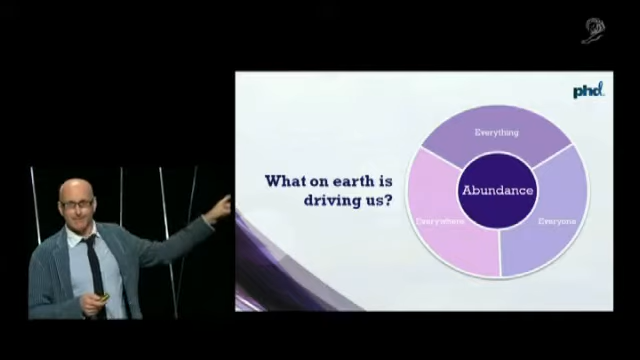 phd
Everything
What on earth is
driving us?
Abundance
Everywhere
Everyone